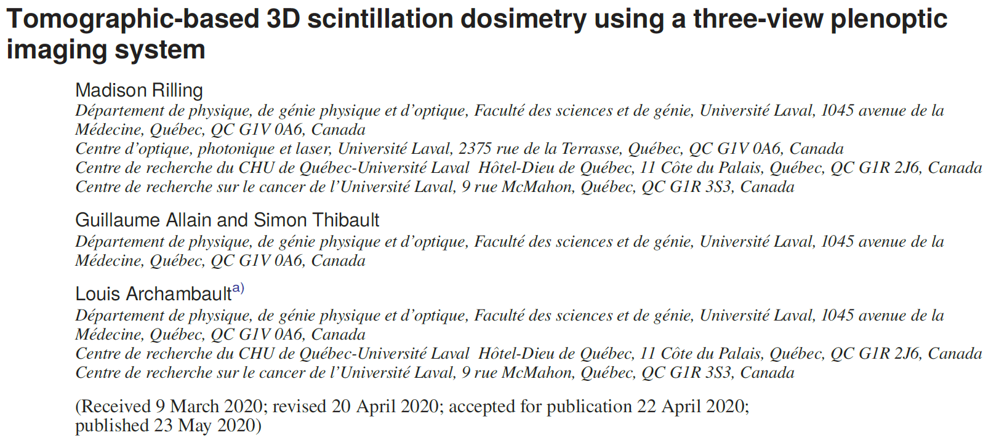 Tomographic-based 3D scintillation dosimetry using a three-view plenoptic
imaging system
Madison Rilling
Département de physique, de génie physique et d'optique, Faculté des sciences et de génie, Université Laval, 1045 avenue de la
Médecine, Québec, QC G1V 0A6, Canada
Centre d'optique, photonique et laser, Université Laval, 2375 rue de la Terrasse, Québec, QC G1V 0A6, Canada
Centre de recherche du CHU de Québec-Université Laval Hôtel-Dieu de Québec, 11 Côte du Palais, Québec, QC G1R 2J6, Canada
Centre de recherche sur le cancer de l'Université Laval, 9 rue McMahon, Québec, QC G1R 3S3, Canada
Guillaume Allain and Simon Thibault
Département de physique, de génie physique et d'optique, Faculté des sciences et de génie, Université Laval, 1045 avenue de la
Médecine, Québec, QC G1V 0A6, Canada
Louis Archambault a)
Département de physique, de génie physique et d'optique, Faculté des sciences et de génie, Université Laval, 1045 avenue de la
Médecine, Québec, QC G1V 0A6, Canada
Centre de recherche du CHU de Québec-Université Laval Hôtel-Dieu de Québec, 11 Côte du Palais, Québec, QC G1R 2J6, Canada
Centre de recherche sur le cancer de l'Université Laval, 9 rue McMahon, Québec, QC G1R 3S3, Canada
(Received 9 March 2020; revised 20 April 2020; accepted for publication 22 April 2020;
published 23 May 2020)